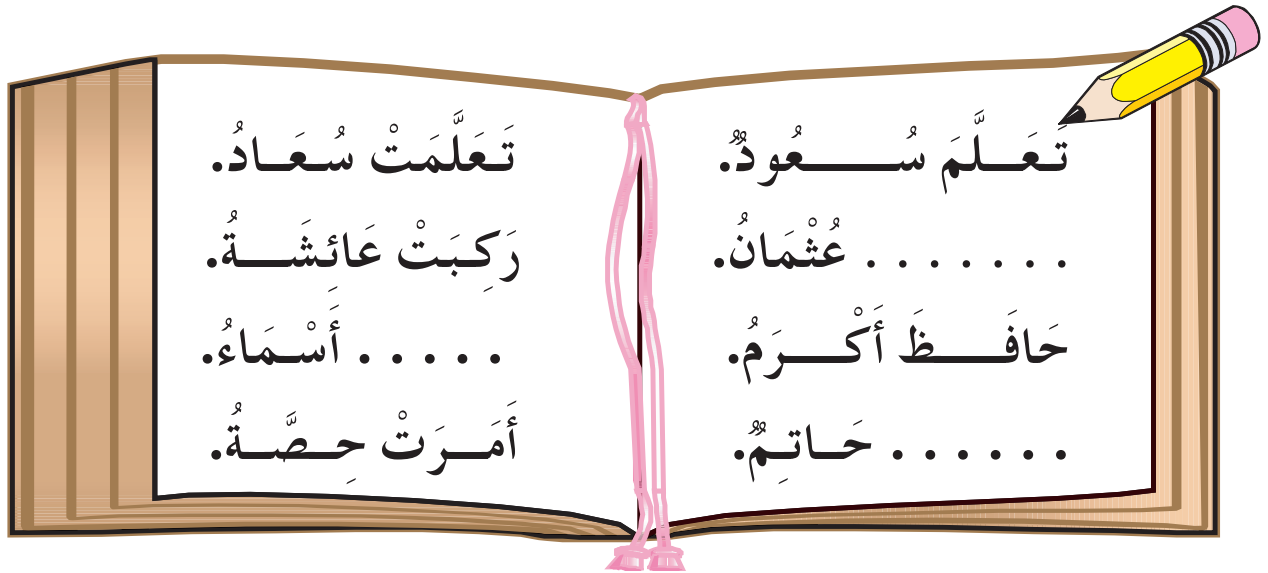 تَعَلَّمَ سُعُودٌ.
. . . . . . . عُثْمَانُ.
حَافَظَ أَكْرَمُ.
. . . . . . حَاتِمٌ.
تَعَلَّمَتْ سُعَادُ.
رَكِبَتْ عَائِشَةُ.
. . . . . أَسْمَاءُ.
أَمَرَتْ حِصَّةُ.